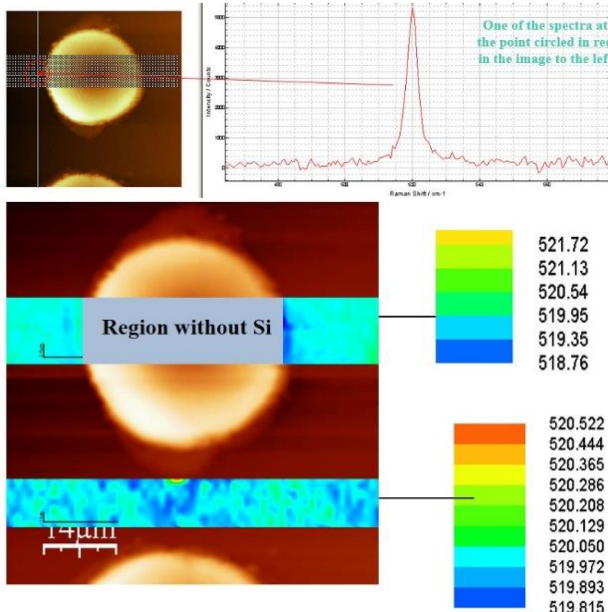 One of the spectra at
the point circled in red
in the image to the left
Intensity / Counts
Raman Shift / cm-1
Region without Si
521.72
521.13
520.54
519.95
519.35
518.76
14µm
520.522
520.444
520.365
520.286
520.208
520.129
520.050
519.972
519.893
519.815